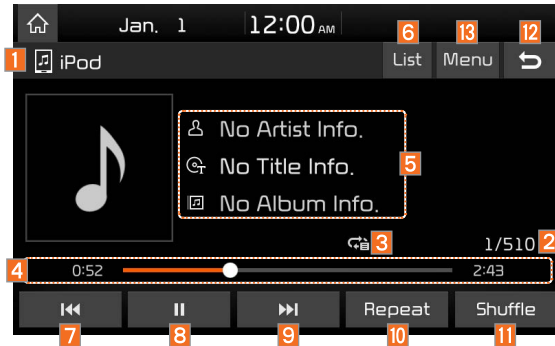 Jan. 1 12:00 AM
6 13 12
1 iPod List Menu
No Artist Info.
No Title Info. 5
No Album Info.
3 1/510 2
4 0:52 2:43
Repeat Shuffle
7 8 9 10 11